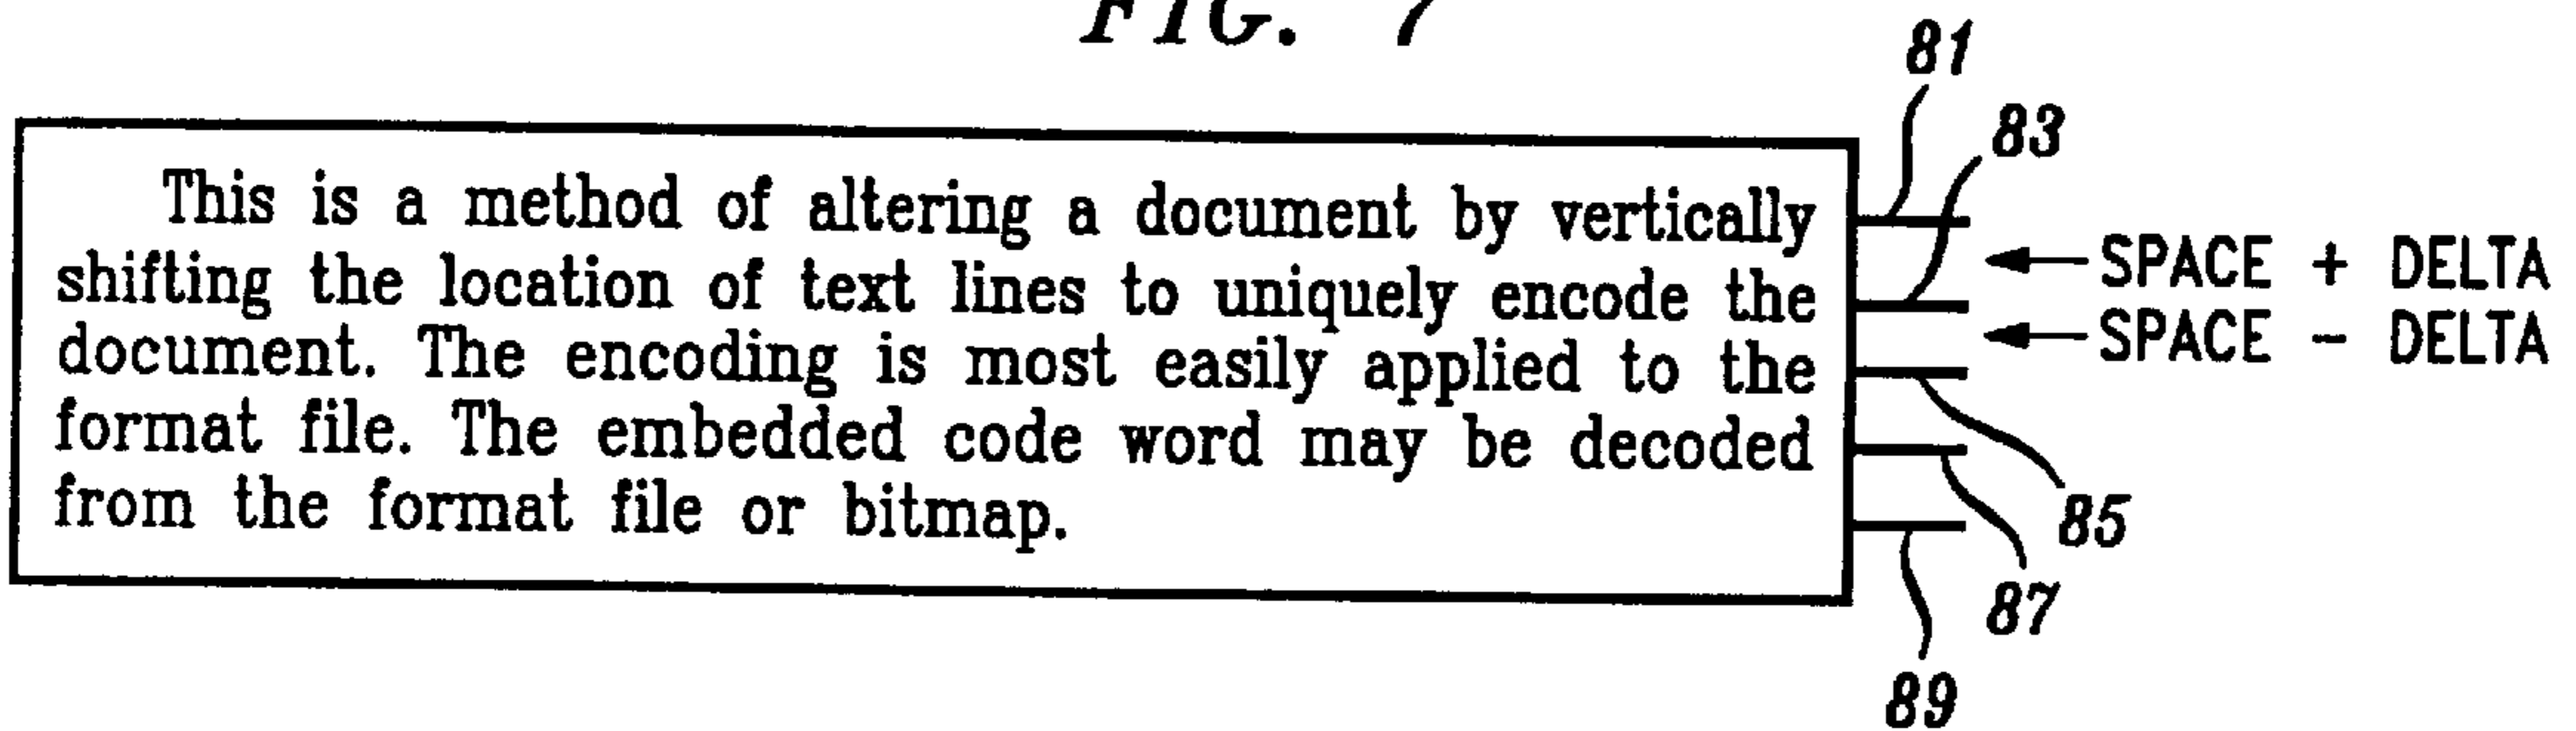 FIG. 7
This is a method of altering a document by vertically
shifting the location of text lines to uniquely encode the
document. The encoding is most easily applied to the
format file. The embedded code word may be decoded
from the format file or bitmap.
81
83
SPACE + DELTA
SPACE - DELTA
85
87
89